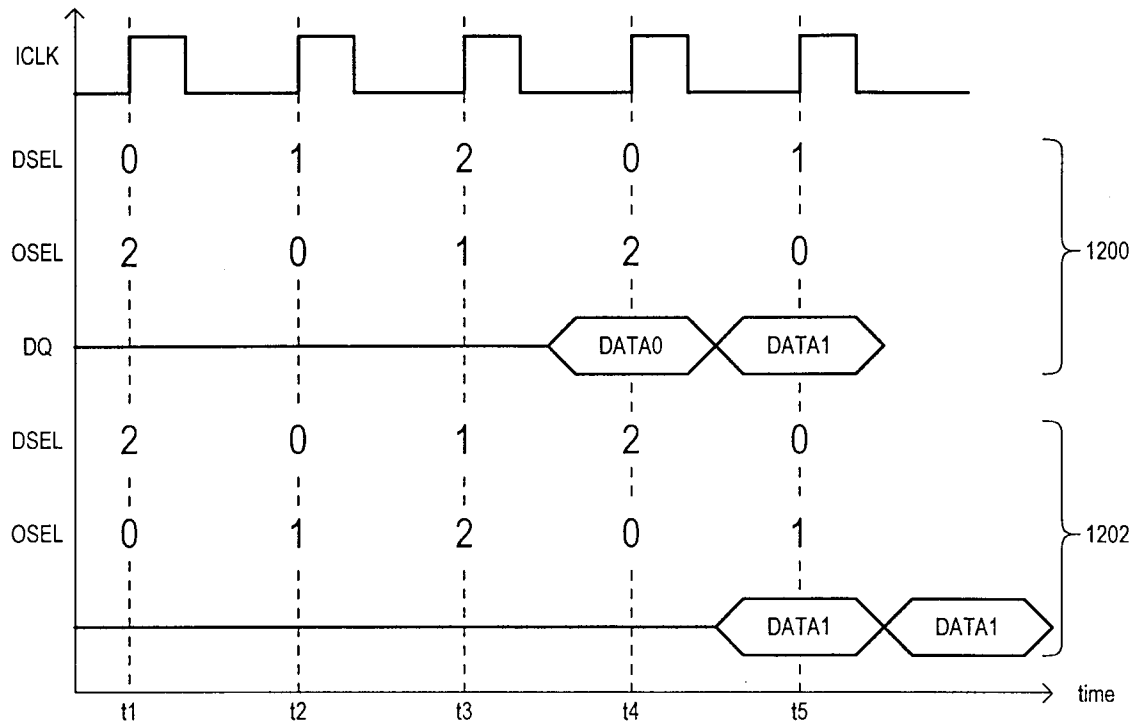 ICLK
DSEL 0 1 2 0 1
OSEL 2 0 1 2 0
1200
DQ DATA0 DATA1
DSEL 2 0 1 2 0
OSEL 0 1 2 0 1
1202
DATA1 DATA1
t1 t2 t3 t4 t5 time